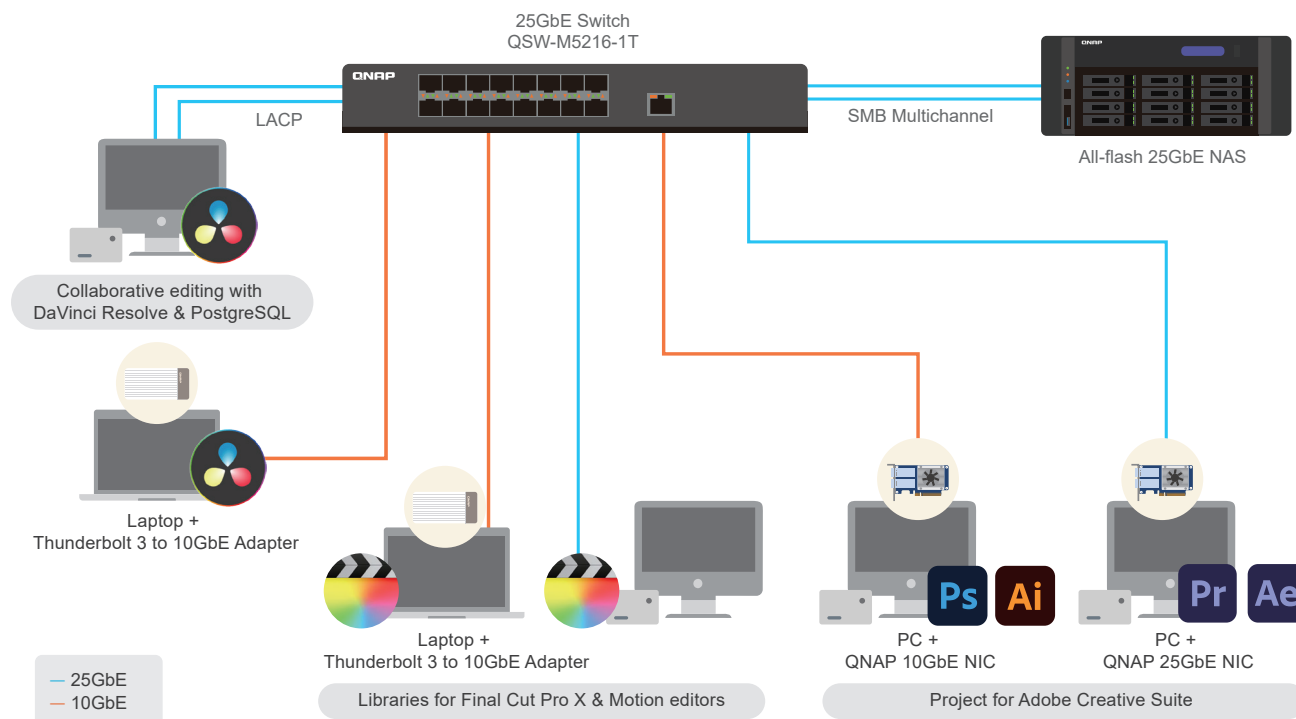 25GbE Switch
QSW-M5216-1T
QNAP
QNAP
LACP
SMB Multichannel
All-flash 25GbE NAS
Collaborative editing with
DaVinci Resolve & PostgreSQL
Laptop +
Thunderbolt 3 to 10GbE Adapter
Laptop +
Thunderbolt 3 to 10GbE Adapter
Ps
Ai
Pr
Ae
PC +
QNAP 10GbE NIC
PC +
QNAP 25GbE NIC
25GbE
10GbE
Libraries for Final Cut Pro X & Motion editors
Project for Adobe Creative Suite